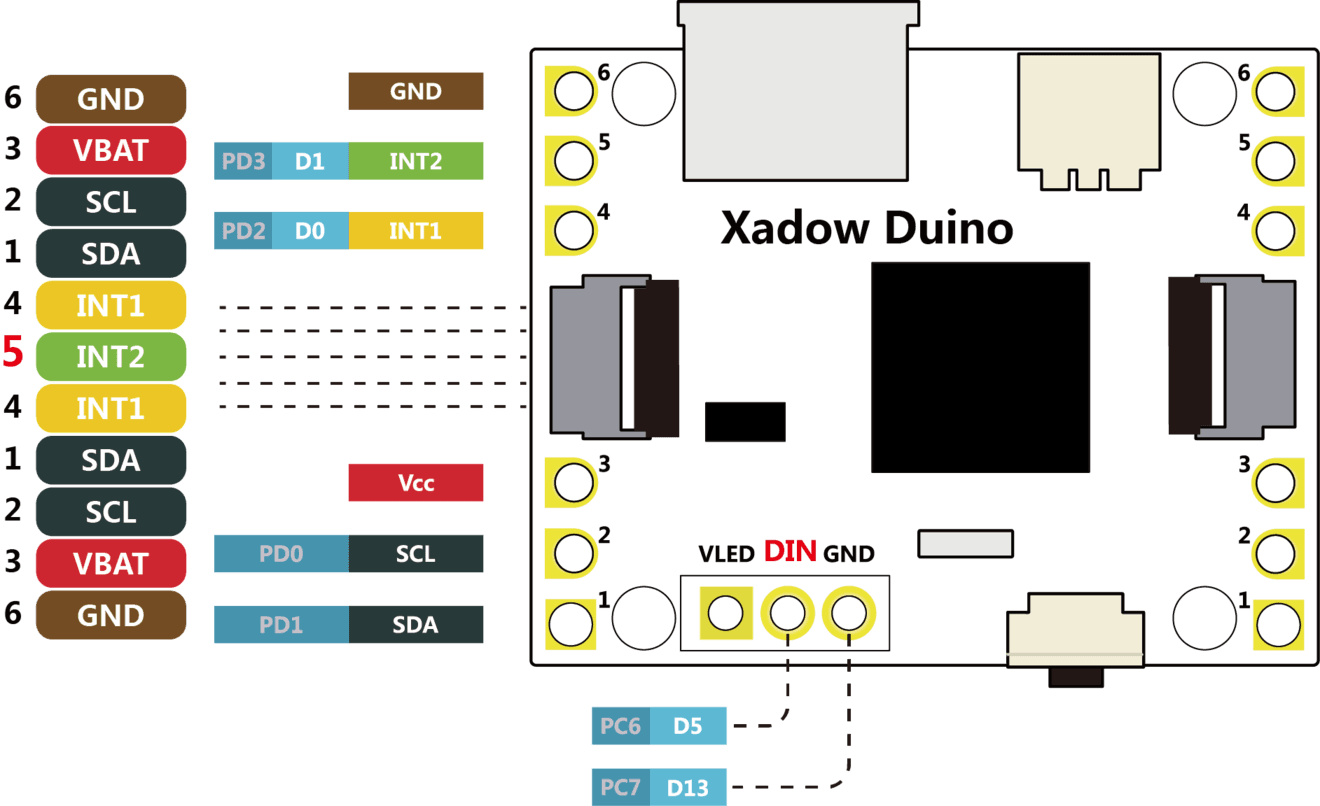 6 GND
3 VBAT
2 SCL
1 SDA
4 INT1
5 INT2
4 INT1
1 SDA
2 SCL
3 VBAT
6 GND
GND
PD3 D1 INT2
PD2 D0 INT1
Vcc
PD0 SCL
PD1 SDA
6 6
5 5
4 4
Xadow Duino
3 3
2 2
VLED DIN GND
1 1
PC6 D5
PC7 D13